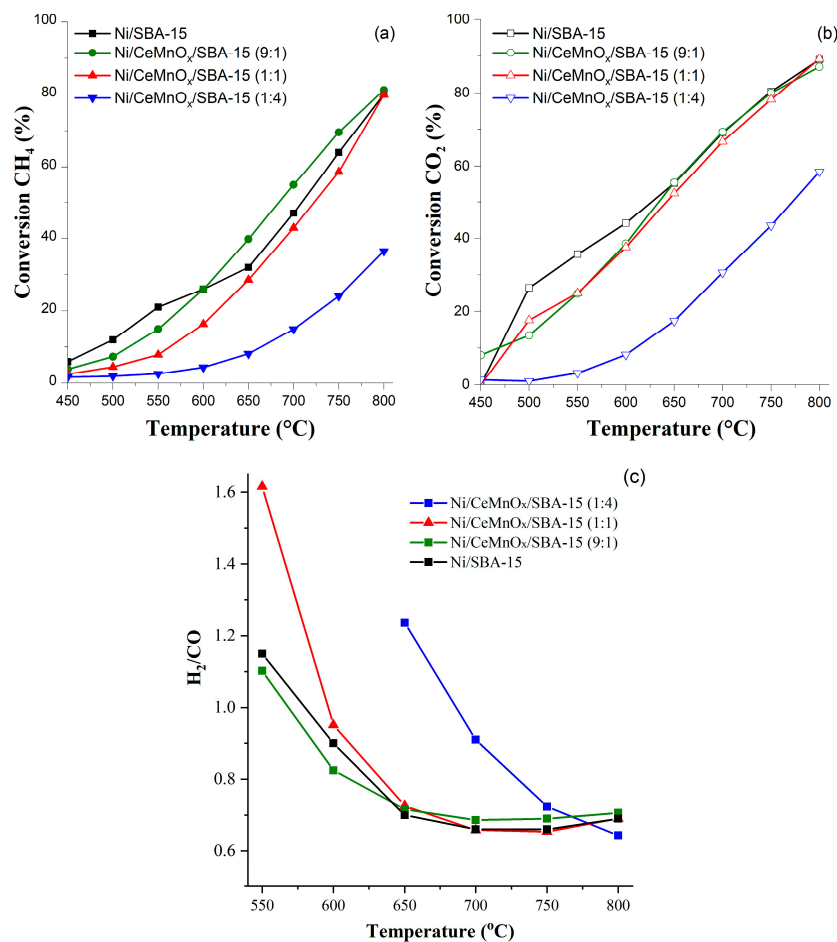 (a)
Ni/SBA-15
Ni/CeMnOx/SBA-15 (9:1)
Ni/CeMnOx/SBA-15 (1:1)
Ni/CeMnOx/SBA-15 (1:4)
Conversion CH4 (%)
100
80
60
40
20
0
450 500 550 600 650 700 750 800
Temperature (°C)
(b)
Ni/SBA-15
Ni/CeMnOx/SBA-15 (9:1)
Ni/CeMnOx/SBA-15 (1:1)
Ni/CeMnOx/SBA-15 (1:4)
Conversion CO2 (%)
100
80
60
40
20
0
450 500 550 600 650 700 750 800
Temperature (°C)
(c)
Ni/CeMnOx/SBA-15 (1:4)
Ni/CeMnOx/SBA-15 (1:1)
Ni/CeMnOx/SBA-15 (9:1)
Ni/SBA-15
H2/CO
1.6
1.4
1.2
1.0
0.8
0.6
550 600 650 700 750 800
Temperature (°C)